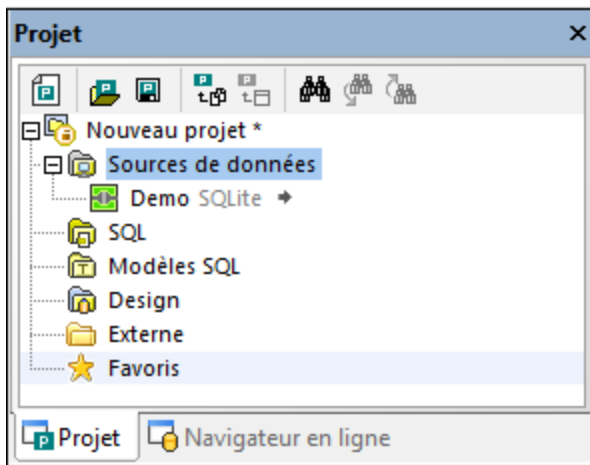 Projet
Nouveau projet *
Sources de données
Demo SQLite
SQL
Modèles SQL
Design
Externe
Favoris
Projet
Navigateur en ligne